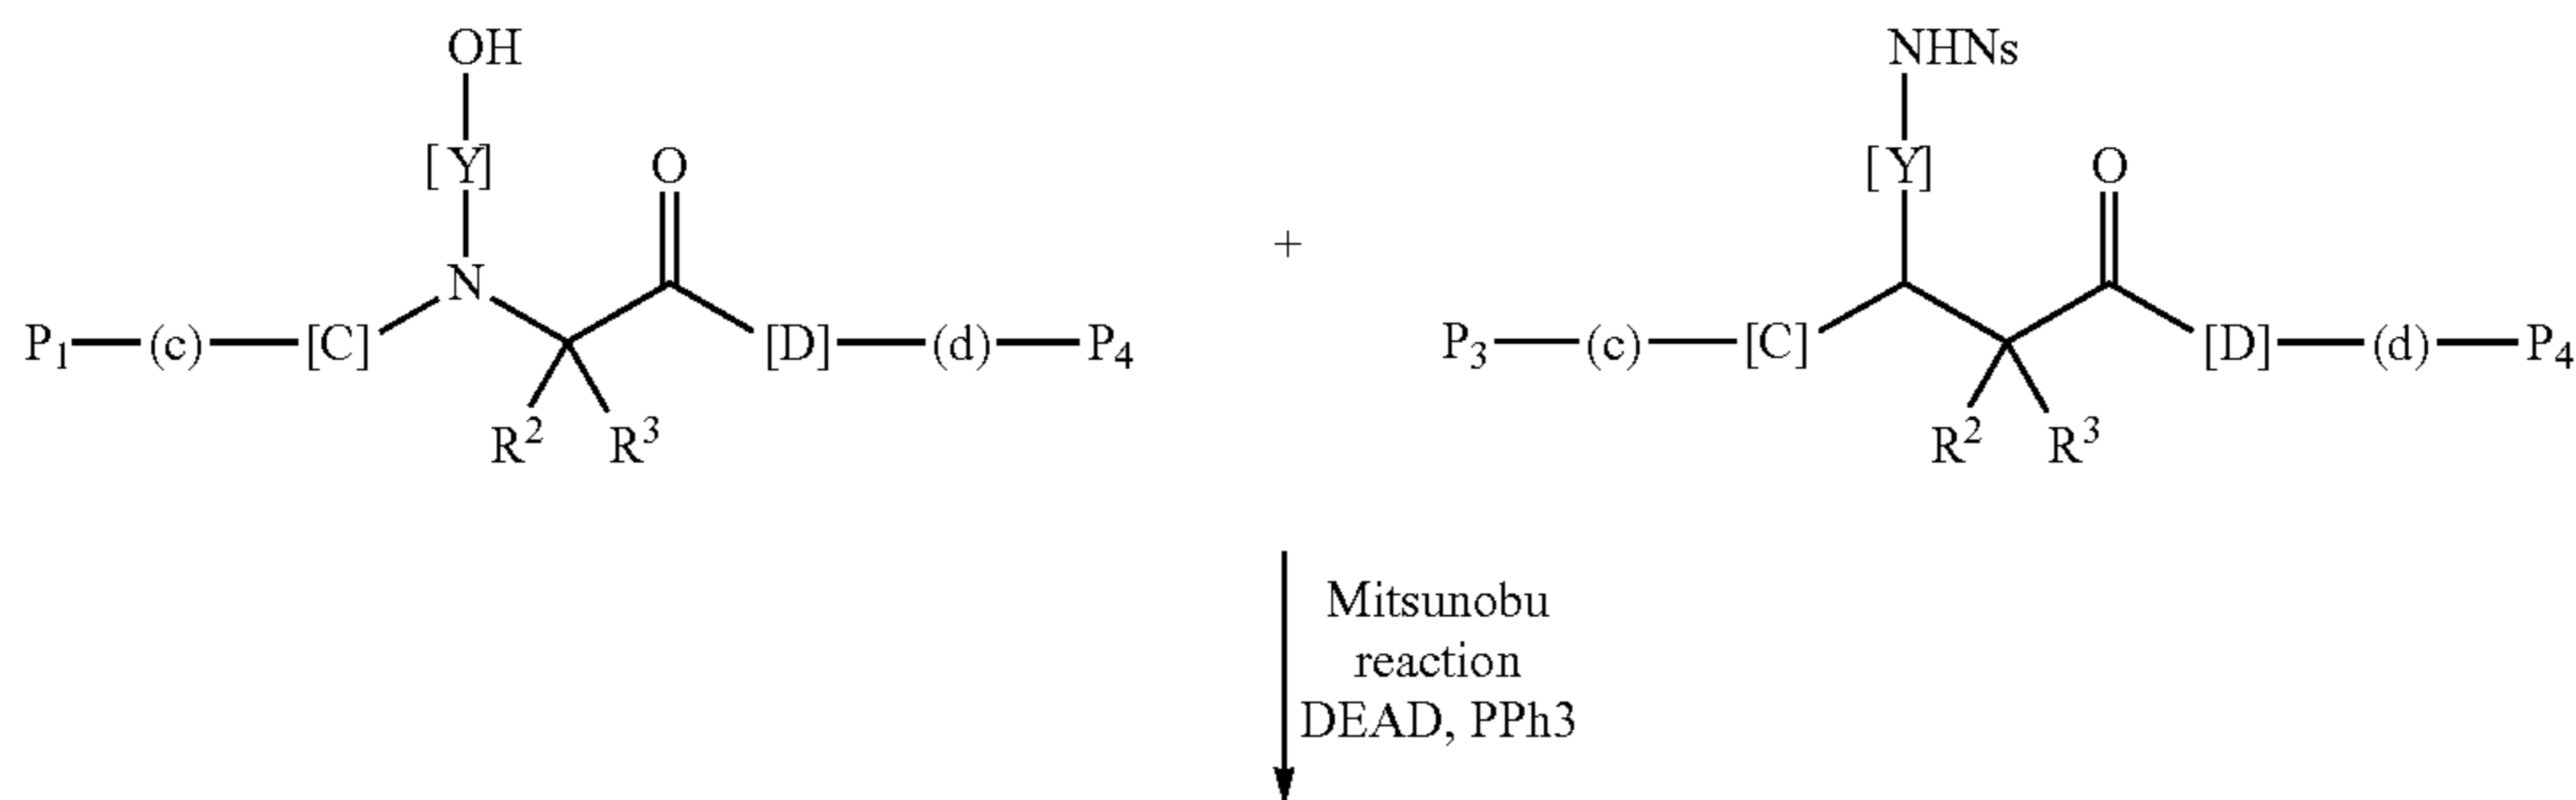 OH NHNs
[Y] O [Y] O
N +
P₁—(c)—[C] [D]—(d)—P₄ P₃—(c)—[C] [D]—(d)—P₄
R² R³ R² R³
Mitsunobu
reaction
DEAD, PPh3